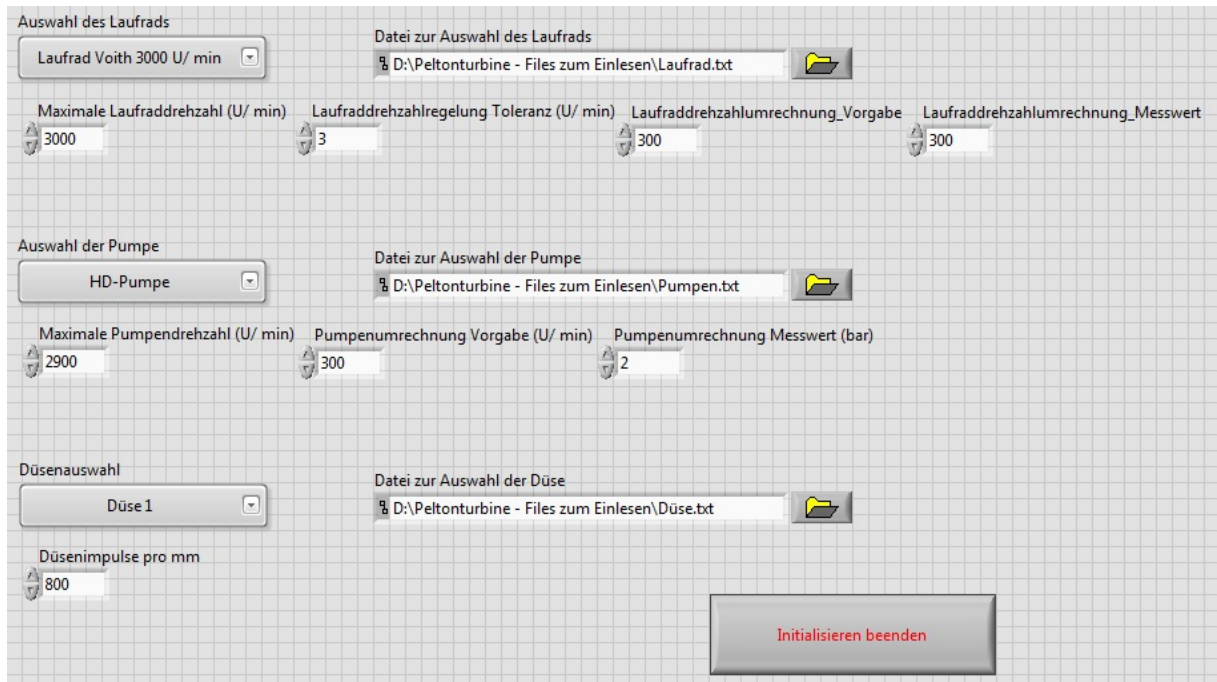 Auswahl des Laufrads
Laufrad Voith 3000 U/ min
Datei zur Auswahl des Laufrads
D:\Peltonturbine - Files zum Einlesen\Laufrad.txt
Maximale Laufraddrehzahl (U/ min)
3000
Laufraddrehzahlregelung Toleranz (U/ min)
3
Laufraddrehzahlumrechnung_Vorgabe
300
Laufraddrehzahlumrechnung_Messwert
300
Auswahl der Pumpe
HD-Pumpe
Datei zur Auswahl der Pumpe
D:\Peltonturbine - Files zum Einlesen\Pumpen.txt
Maximale Pumpendrehzahl (U/ min)
2900
Pumpenumrechnung Vorgabe (U/ min)
300
Pumpenumrechnung Messwert (bar)
2
Düsenauswahl
Düse 1
Datei zur Auswahl der Düse
D:\Peltonturbine - Files zum Einlesen\Düse.txt
Düsenimpulse pro mm
800
Initialisieren beenden